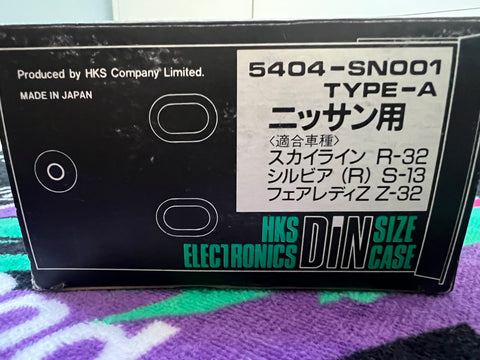 Produced by HKS Company Limited.
MADE IN JAPAN
5404-SN001
TYPE-A
ニッサン用
〈適合車種〉
スカイライン R-32
シルビア (R) S-13
フェアレディZ Z-32
HKS DIN SIZE
ELECTRONICS CASE